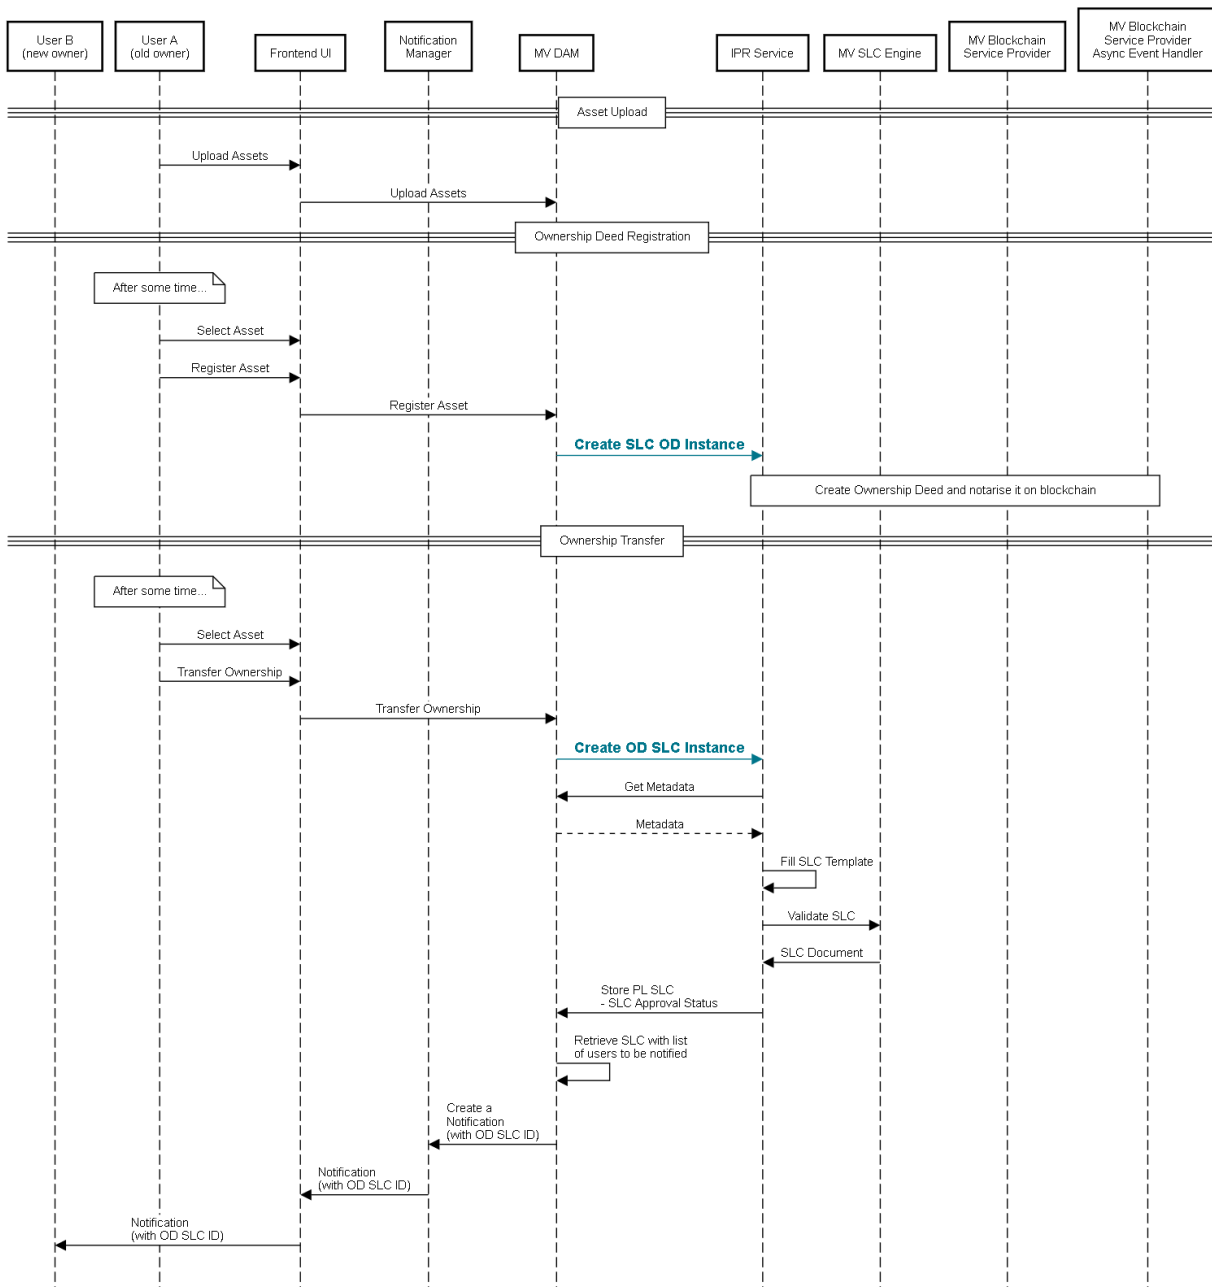 User B
(new owner)
User A
(old owner)
Frontend UI
Notification
Manager
MV DAM
IPR Service
MV SLC Engine
MV Blockchain
Service Provider
MV Blockchain
Service Provider
Async Event Handler
Asset Upload
Upload Assets
Upload Assets
Ownership Deed Registration
After some time...
Select Asset
Register Asset
Register Asset
Create SLC OD Instance
Create Ownership Deed and notarise it on blockchain
Ownership Transfer
After some time...
Select Asset
Transfer Ownership
Transfer Ownership
Create OD SLC Instance
Get Metadata
Metadata
Fill SLC Template
Validate SLC
SLC Document
Store PL SLC
- SLC Approval Status
Retrieve SLC with list
of users to be notified
Create a
Notification
(with OD SLC ID)
Notification
(with OD SLC ID)
Notification
(with OD SLC ID)